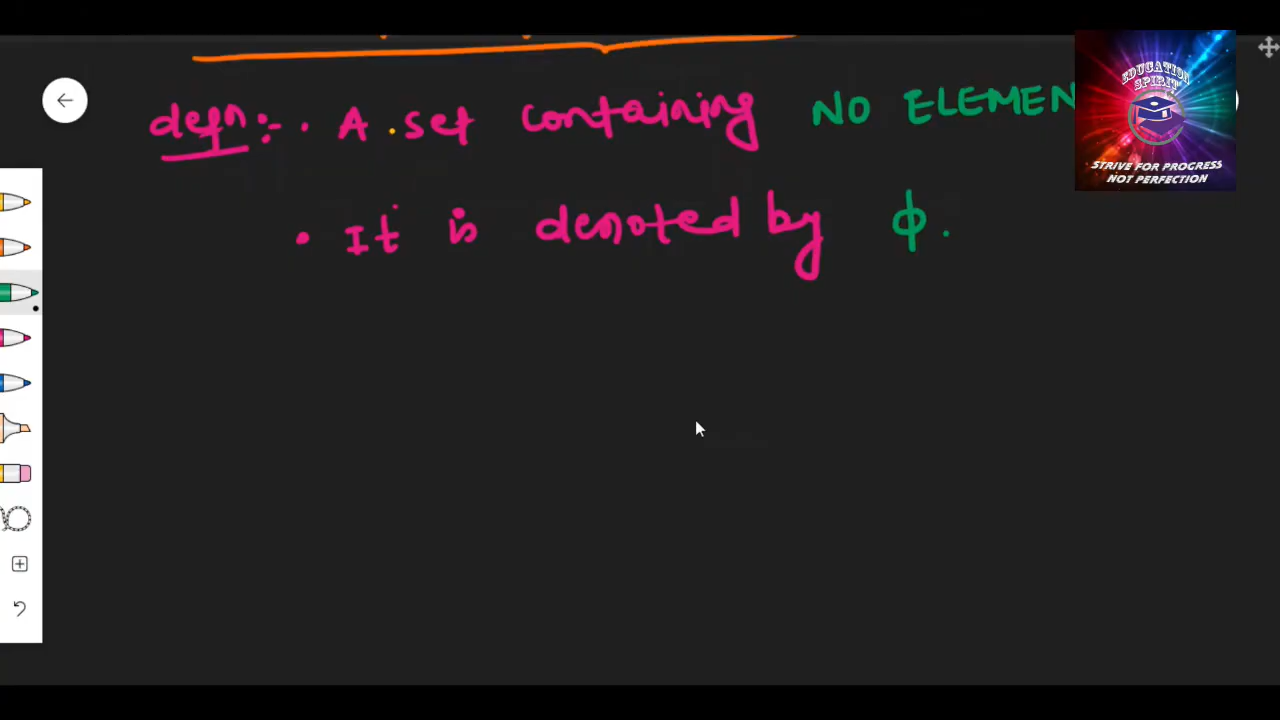 defn:- · A set containing NO ELEMEN
· It is denoted by ϕ.
EDUCATION
SPIRIT
STRIVE FOR PROGRESS
NOT PERFECTION